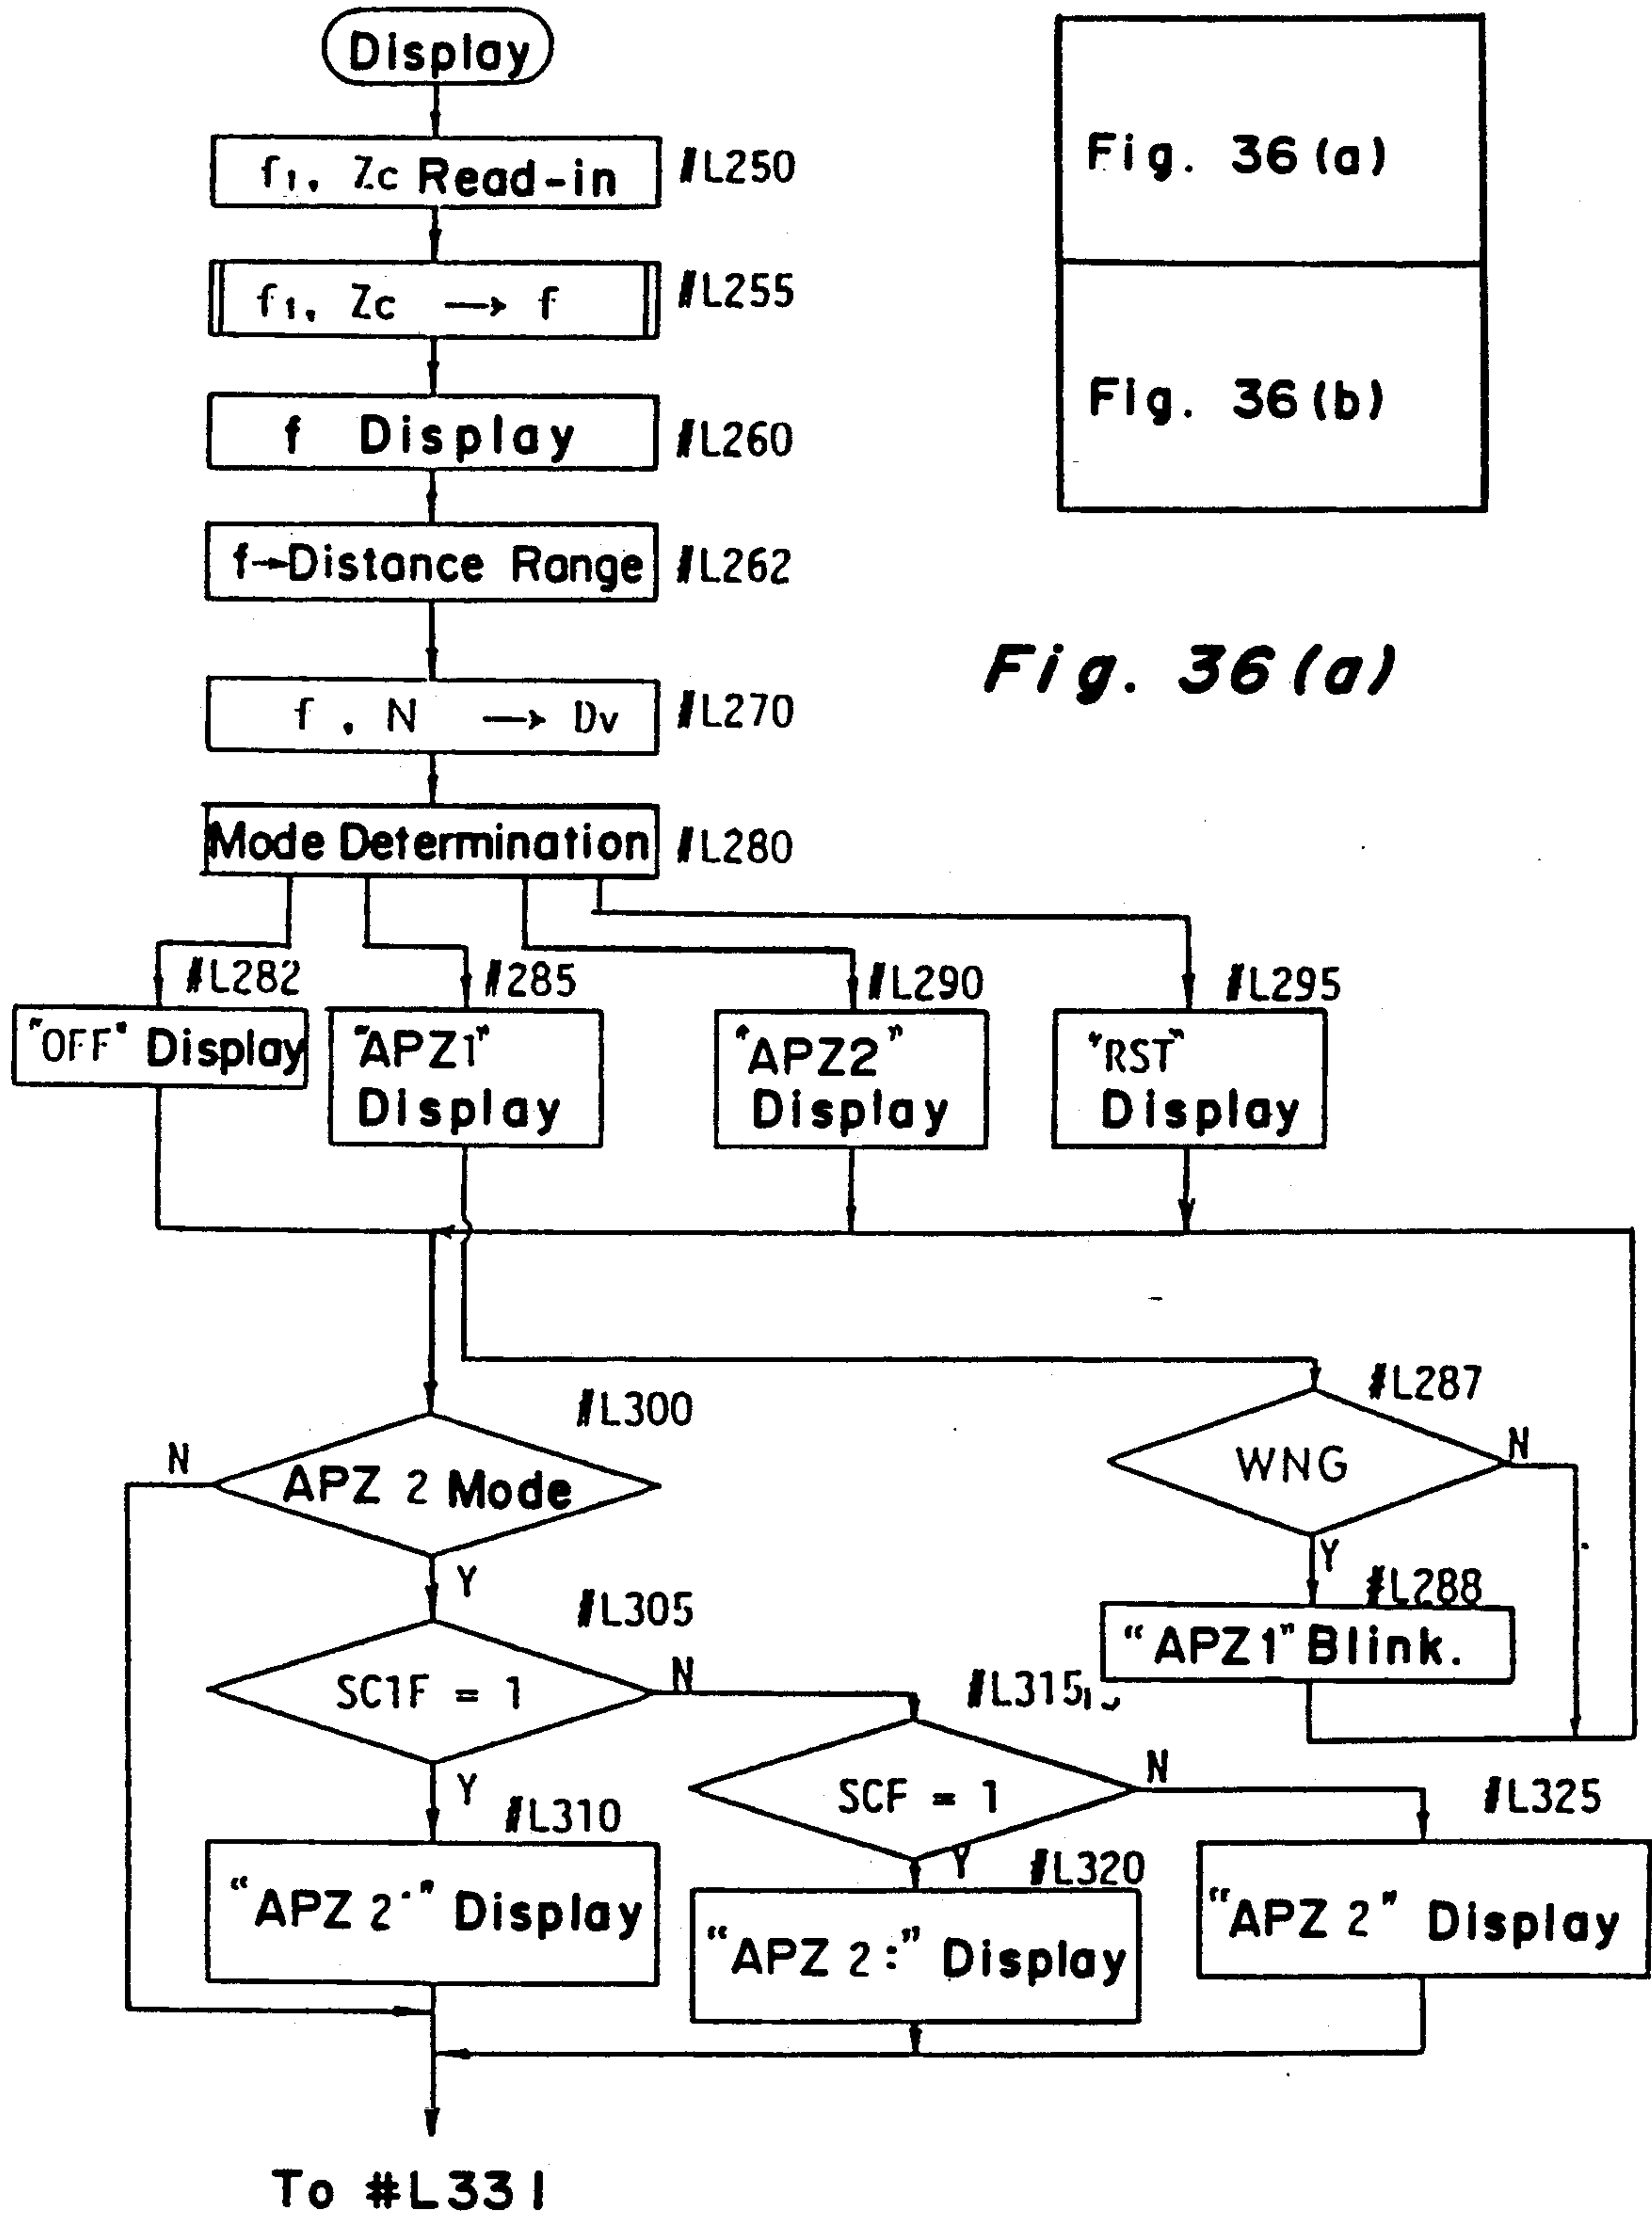 Display
f1, Zc Read-in #L250
f1, Zc → f #L255
f Display #L260
f→Distance Range #L262
f , N → Dv #L270
Mode Determination #L280
Fig. 36(a)
Fig. 36(b)
Fig. 36(a)
#L282 #285 #L290 #L295
"OFF" Display
"APZ1"
Display
"APZ2"
Display
"RST"
Display
#L300
N
APZ 2 Mode
Y
#L287
WNG
N
Y
#L288
"APZ1" Blink.
#L305
SC1F = 1
N
Y
#L315
SCF = 1
N
Y
#L310
"APZ 2·" Display
#L320
"APZ 2:" Display
#L325
"APZ 2" Display
To #L331